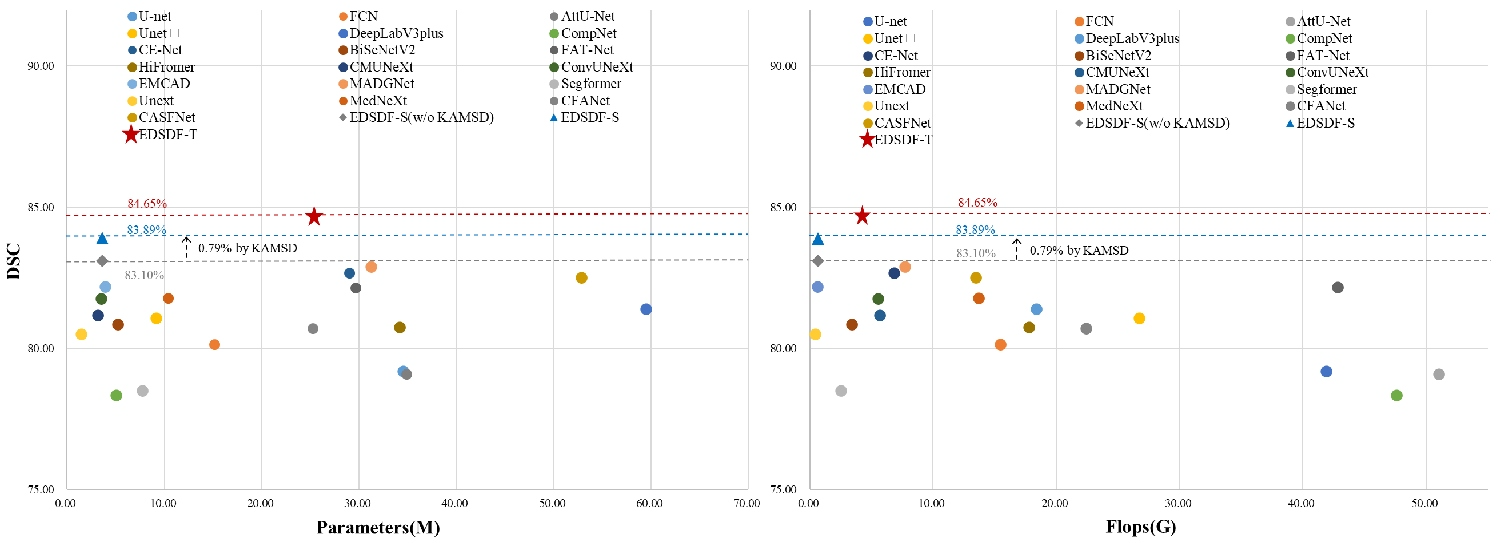 U-net FCN AttU-Net
Unet++ DeepLabV3plus CompNet
CE-Net BiSeNetV2 FAT-Net
HiFromer CMUNeXt ConvUNeXt
EMCAD MADGNet Segformer
Unext MedNeXt CFANet
CASFNet EDSDF-S(w/o KAMSD) EDSDF-S
EDSDF-T
90.00
85.00
80.00
75.00
DSC
84.65%
83.89%
0.79% by KAMSD
83.10%
0.00 10.00 20.00 30.00 40.00 50.00 60.00 70.00
Parameters(M)
U-net FCN AttU-Net
Unet++ DeepLabV3plus CompNet
CE-Net BiSeNetV2 FAT-Net
HiFromer CMUNeXt ConvUNeXt
EMCAD MADGNet Segformer
Unext MedNeXt CFANet
CASFNet EDSDF-S(w/o KAMSD) EDSDF-S
EDSDF-T
90.00
85.00
80.00
75.00
84.65%
83.89%
0.79% by KAMSD
83.10%
0.00 10.00 20.00 30.00 40.00 50.00
Flops(G)